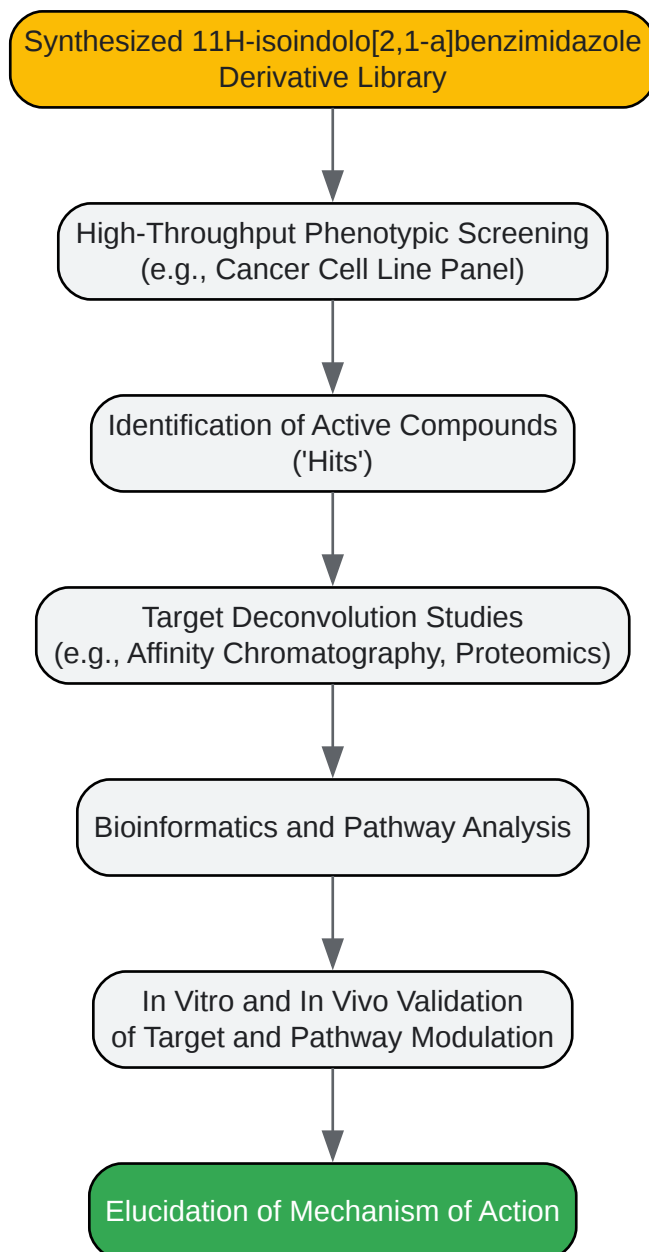 Synthesized 11H-isoindolo[2,1-a]benzimidazole
Derivative Library
High-Throughput Phenotypic Screening
(e.g., Cancer Cell Line Panel)
Identification of Active Compounds
('Hits')
Target Deconvolution Studies
(e.g., Affinity Chromatography, Proteomics)
Bioinformatics and Pathway Analysis
In Vitro and In Vivo Validation
of Target and Pathway Modulation
Elucidation of Mechanism of Action